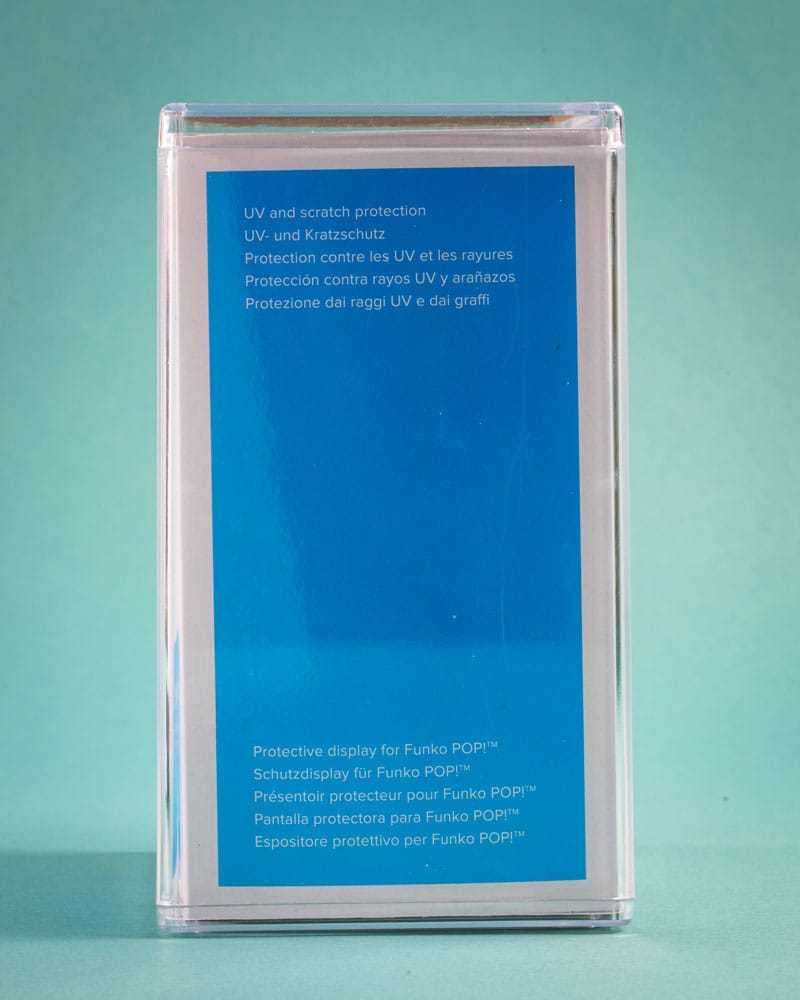 UV and scratch protection
UV- und Kratzschutz
Protection contre les UV et les rayures
Protección contra rayos UV y arañazos
Protezione dai raggi UV e dai graffi
Protective display for Funko POP!™
Schutzdisplay für Funko POP!™
Présentoir protecteur pour Funko POP!™
Pantalla protectora para Funko POP!™
Espositore protettivo per Funko POP!™